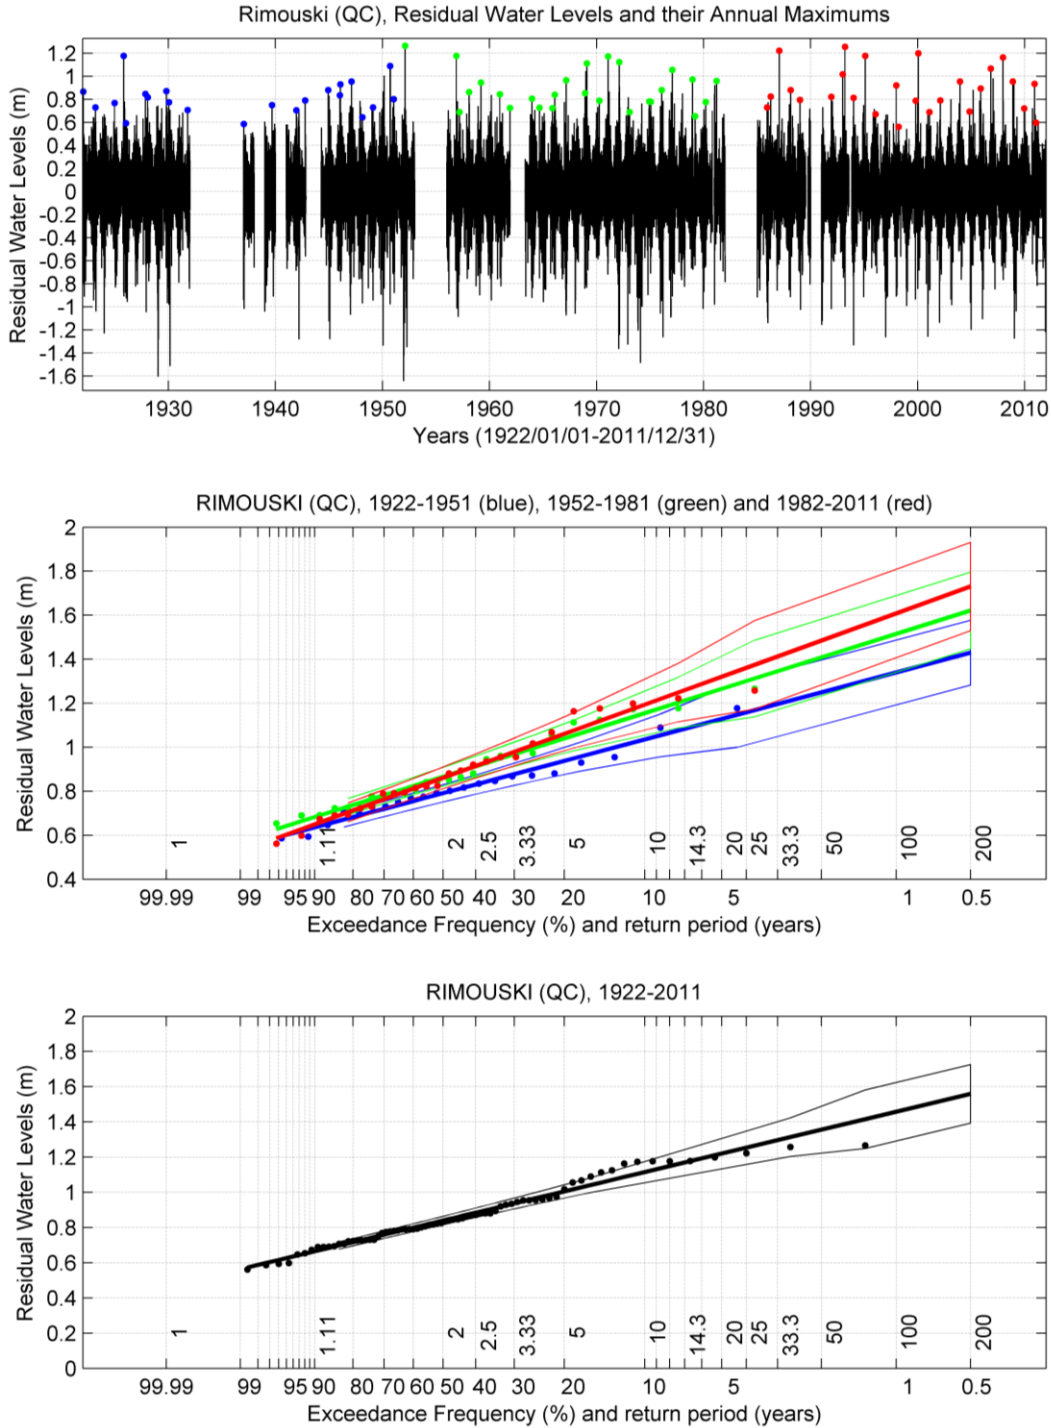 Rimouski (QC), Residual Water Levels and their Annual Maximums
Residual Water Levels (m)
1.2
1
0.8
0.6
0.4
0.2
0
-0.2
-0.4
-0.6
-0.8
-1
-1.2
-1.4
-1.6
1930 1940 1950 1960 1970 1980 1990 2000 2010
Years (1922/01/01-2011/12/31)
RIMOUSKI (QC), 1922-1951 (blue), 1952-1981 (green) and 1982-2011 (red)
Residual Water Levels (m)
2
1.8
1.6
1.4
1.2
1
0.8
0.6
0.4
1 1.11 2 2.5 3.33 5 10 14.3 20 25 33.3 50 100 200
99.99 99 95 90 80 70 60 50 40 30 20 10 5 1 0.5
Exceedance Frequency (%) and return period (years)
RIMOUSKI (QC), 1922-2011
Residual Water Levels (m)
2
1.8
1.6
1.4
1.2
1
0.8
0.6
0.4
0.2
0
1 1.11 2 2.5 3.33 5 10 14.3 20 25 33.3 50 100 200
99.99 99 95 90 80 70 60 50 40 30 20 10 5 1 0.5
Exceedance Frequency (%) and return period (years)